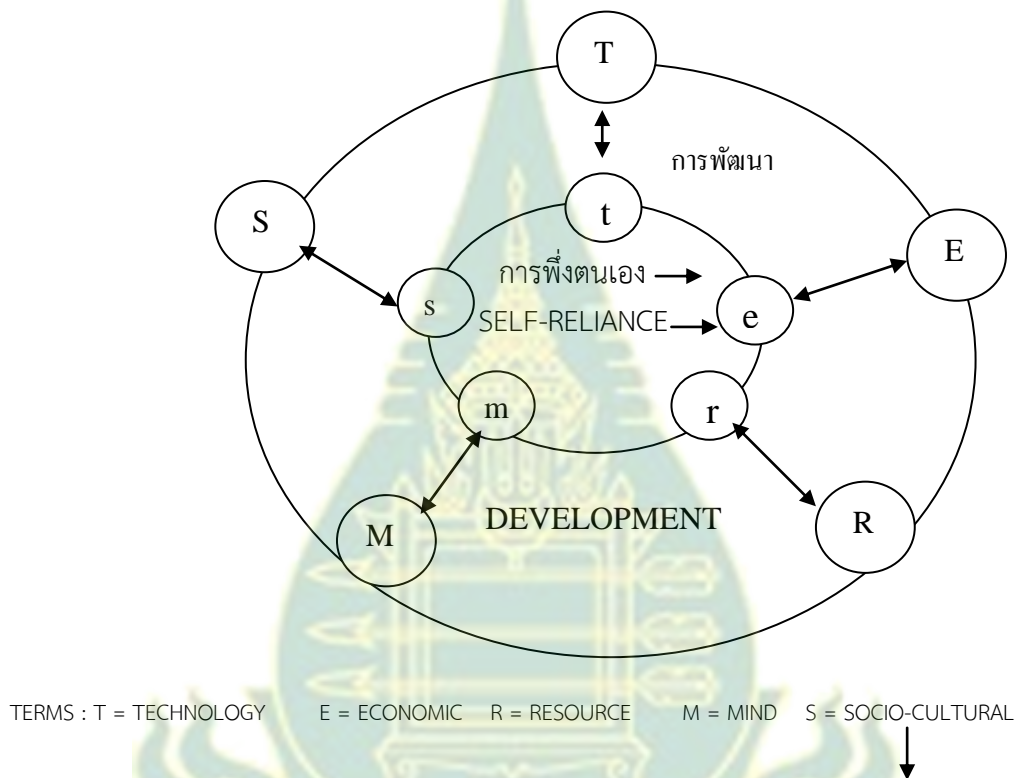 T
การพัฒนา
S
t
E
การพึ่งตนเอง
s
SELF-RELIANCE
e
m
r
DEVELOPMENT
M
R
TERMS : T = TECHNOLOGY E = ECONOMIC R = RESOURCE M = MIND S = SOCIO-CULTURAL